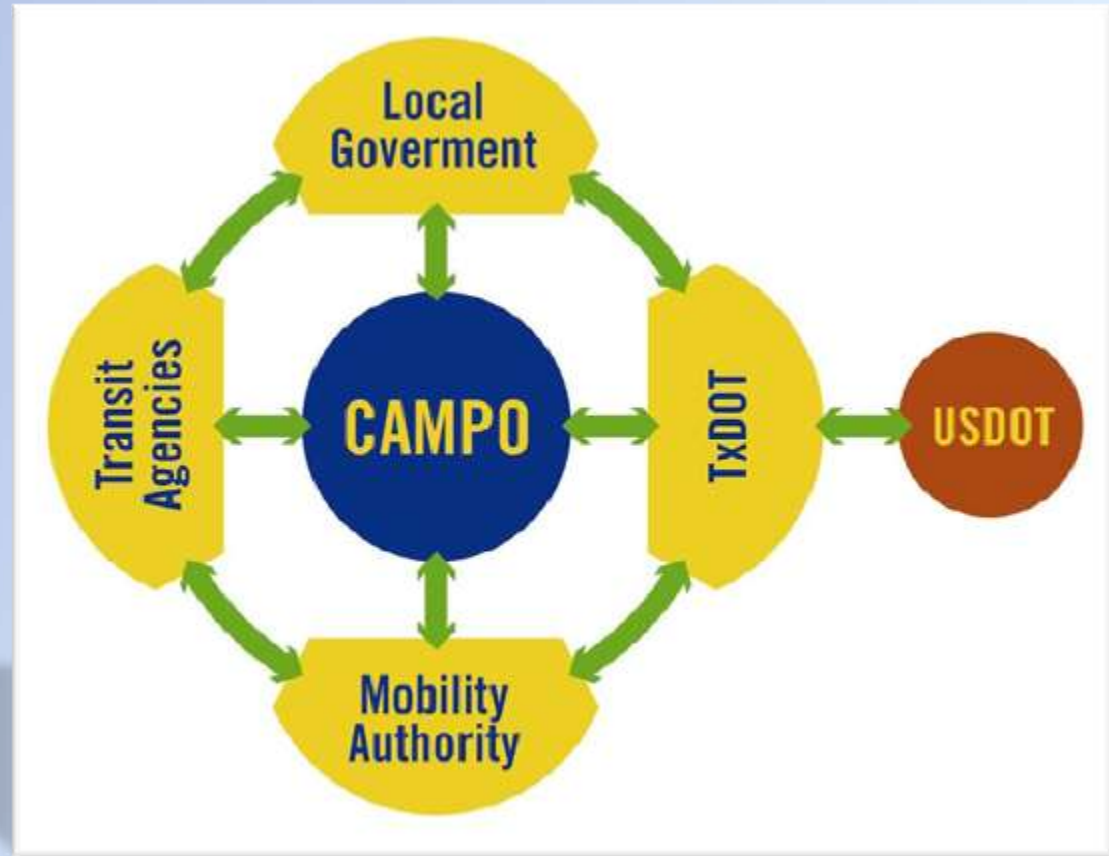 Local
Goverment
Transit
Agencies
CAMPO
TxDOT
USDOT
Mobility
Authority